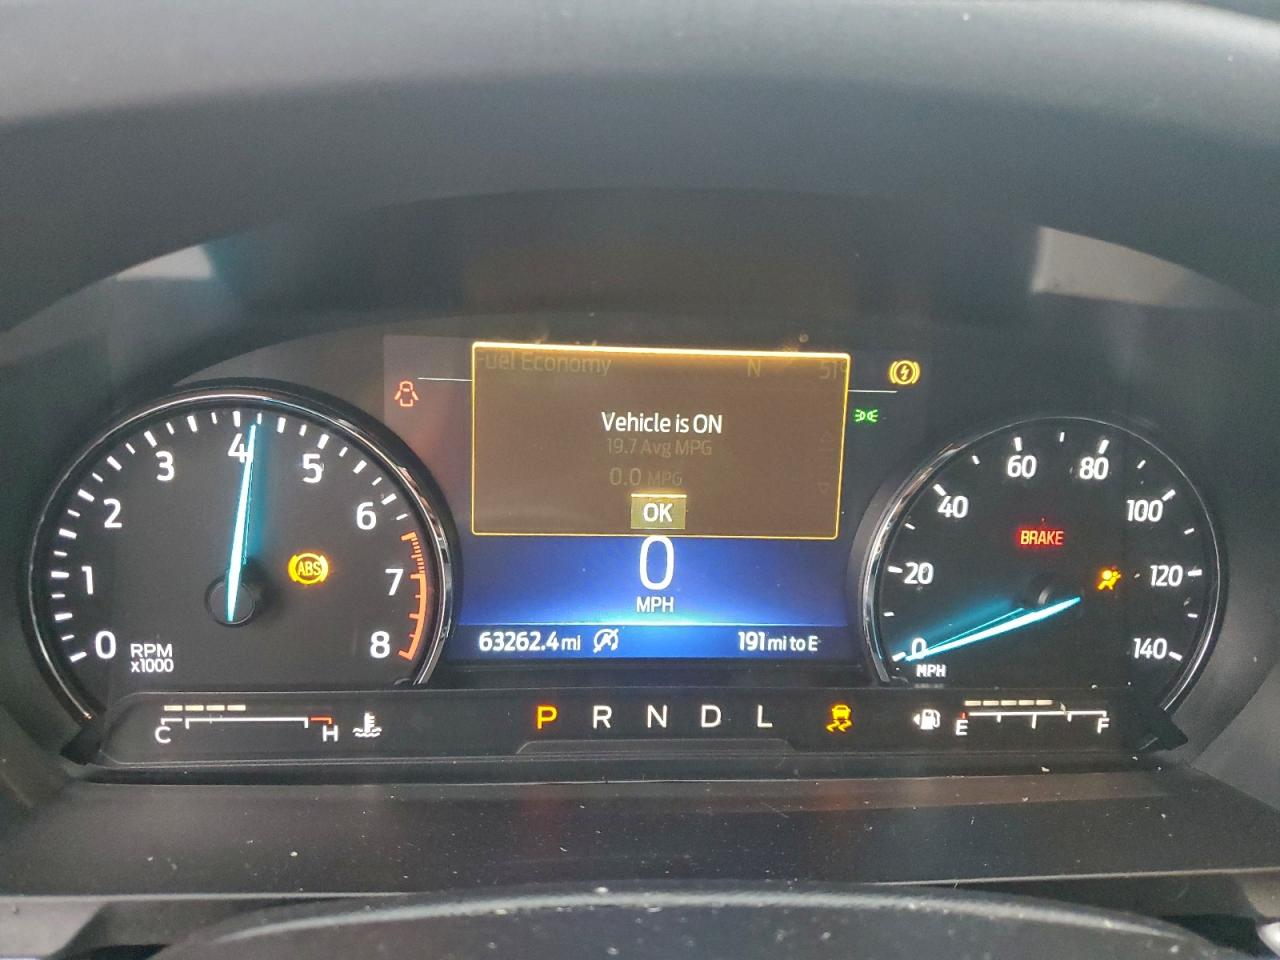 Fuel Economy N 51°
Vehicle is ON
19.7 Avg MPG
0.0 MPG
OK
0
MPH
63262.4 mi 191 mi to E
0 1 2 3 4 5 6 7 8
RPM
x1000
ABS
0 20 40 60 80 100 120 140
MPH
BRAKE
C H
P R N D L
E F